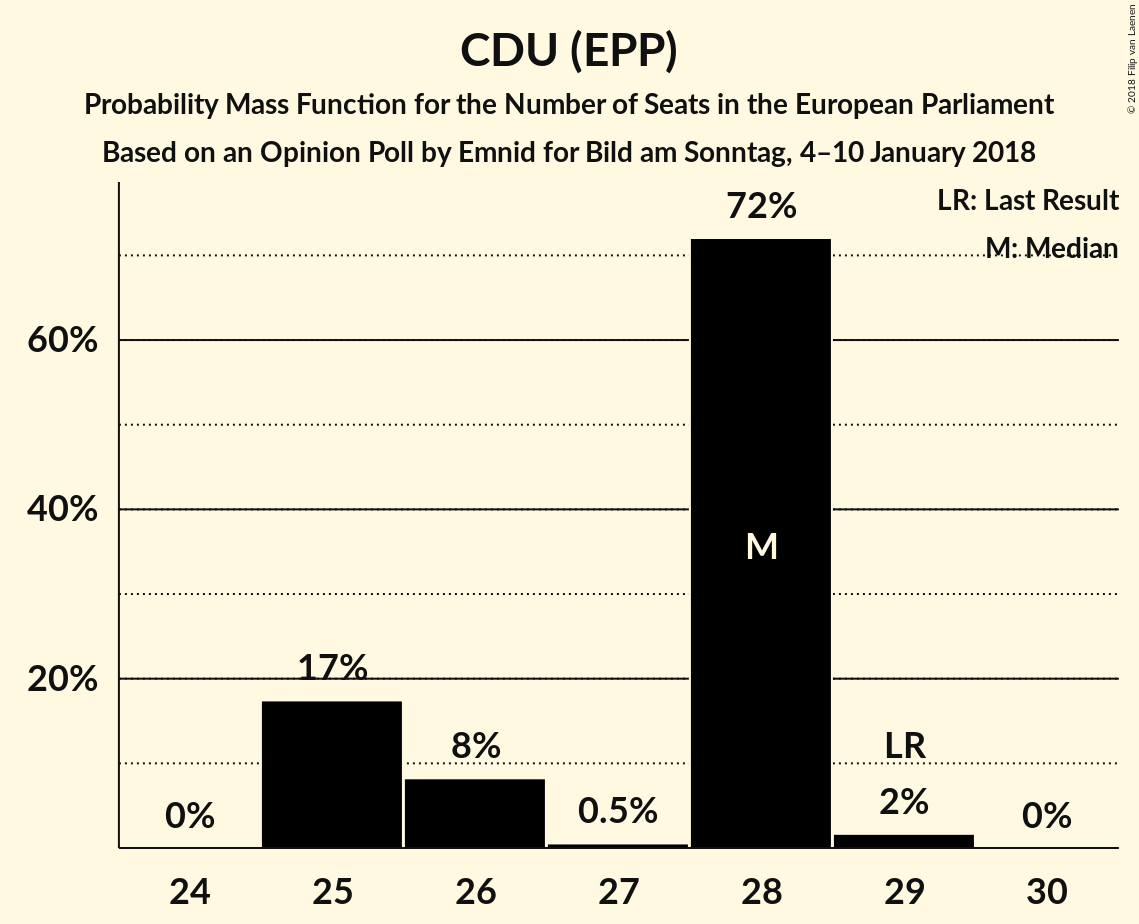 CDU (EPP)
Probability Mass Function for the Number of Seats in the European Parliament
Based on an Opinion Poll by Emnid for Bild am Sonntag, 4–10 January 2018
© 2018 Filip van Laenen
LR: Last Result
M: Median
72%
60%
40%
M
20%
17%
8%
LR
0%
0.5%
2%
0%
24 25 26 27 28 29 30